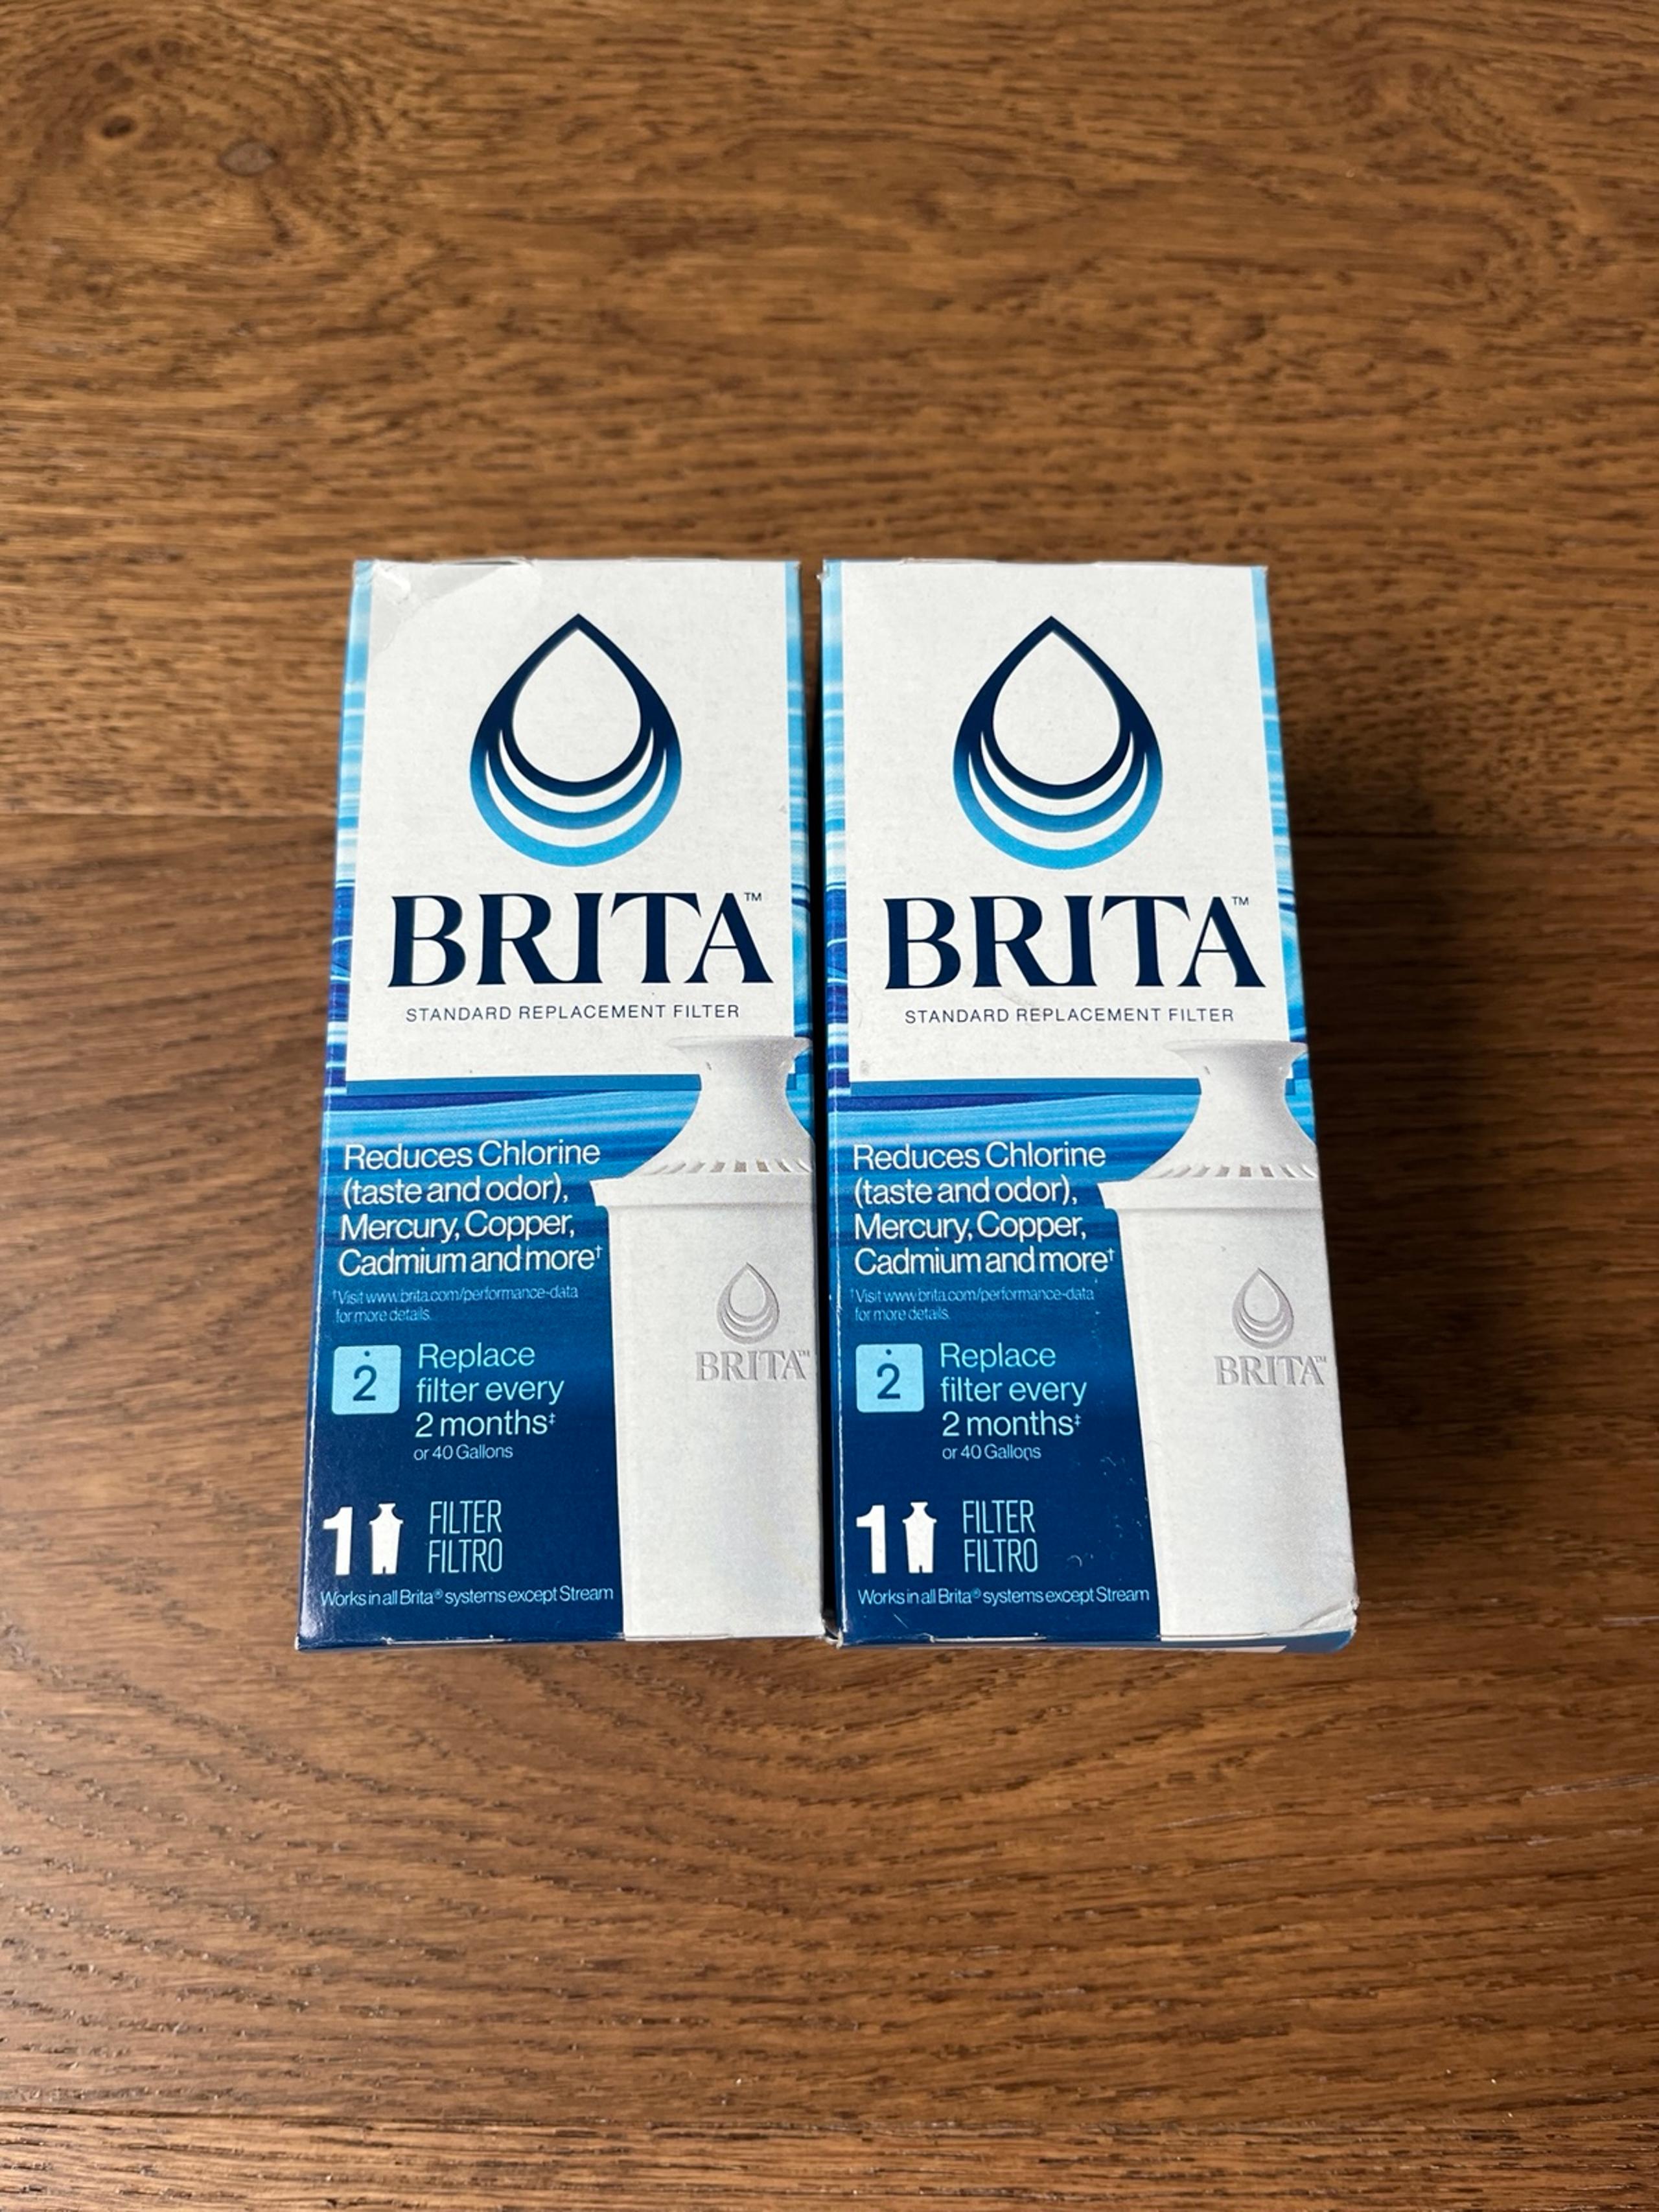 BRITA™
STANDARD REPLACEMENT FILTER
Reduces Chlorine
(taste and odor),
Mercury, Copper,
Cadmium and more†
†Visit www.brita.com/performance-data
for more details.
BRITA™
2
Replace
filter every
2 months‡
or 40 Gallons
1
FILTER
FILTRO
Works in all Brita® systems except Stream
BRITA™
STANDARD REPLACEMENT FILTER
Reduces Chlorine
(taste and odor),
Mercury, Copper,
Cadmium and more†
†Visit www.brita.com/performance-data
for more details.
BRITA™
2
Replace
filter every
2 months‡
or 40 Gallons
1
FILTER
FILTRO
Works in all Brita® systems except Stream